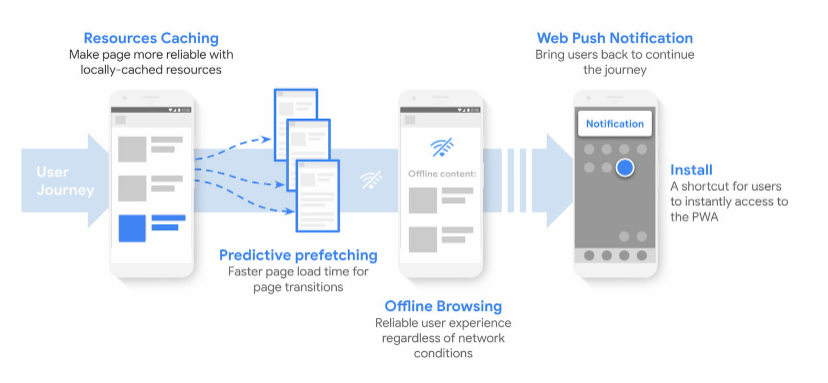 Resources Caching
Make page more reliable with
locally-cached resources
Web Push Notification
Bring users back to continue
the journey
User
Journey
Offline content:
Notification
Install
A shortcut for users
to instantly access to
the PWA
Predictive prefetching
Faster page load time for
page transitions
Offline Browsing
Reliable user experience
regardless of network
conditions